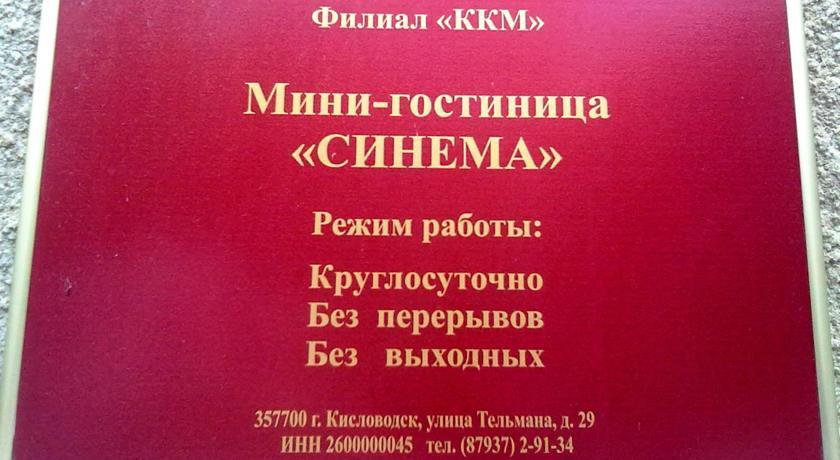 Филиал «ККМ»
Мини-гостиница
«СИНЕМА»
Режим работы:
Круглосуточно
Без перерывов
Без выходных
357700 г. Кисловодск, улица Тельмана, д. 29
ИНН 2600000045 тел. (87937) 2-91-34